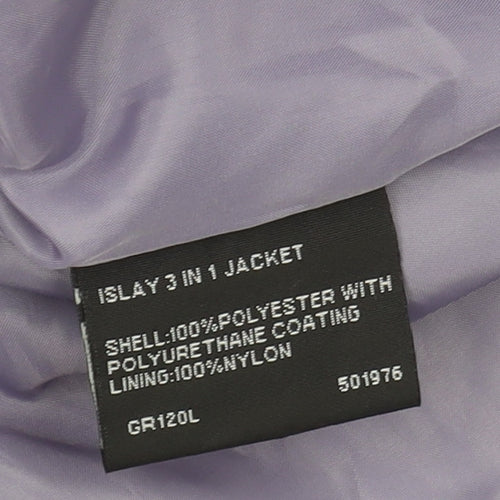 ISLAY 3 IN 1 JACKET
SHELL:100%POLYESTER WITH
POLYURETHANE COATING
LINING:100%NYLON
501976
GR120L